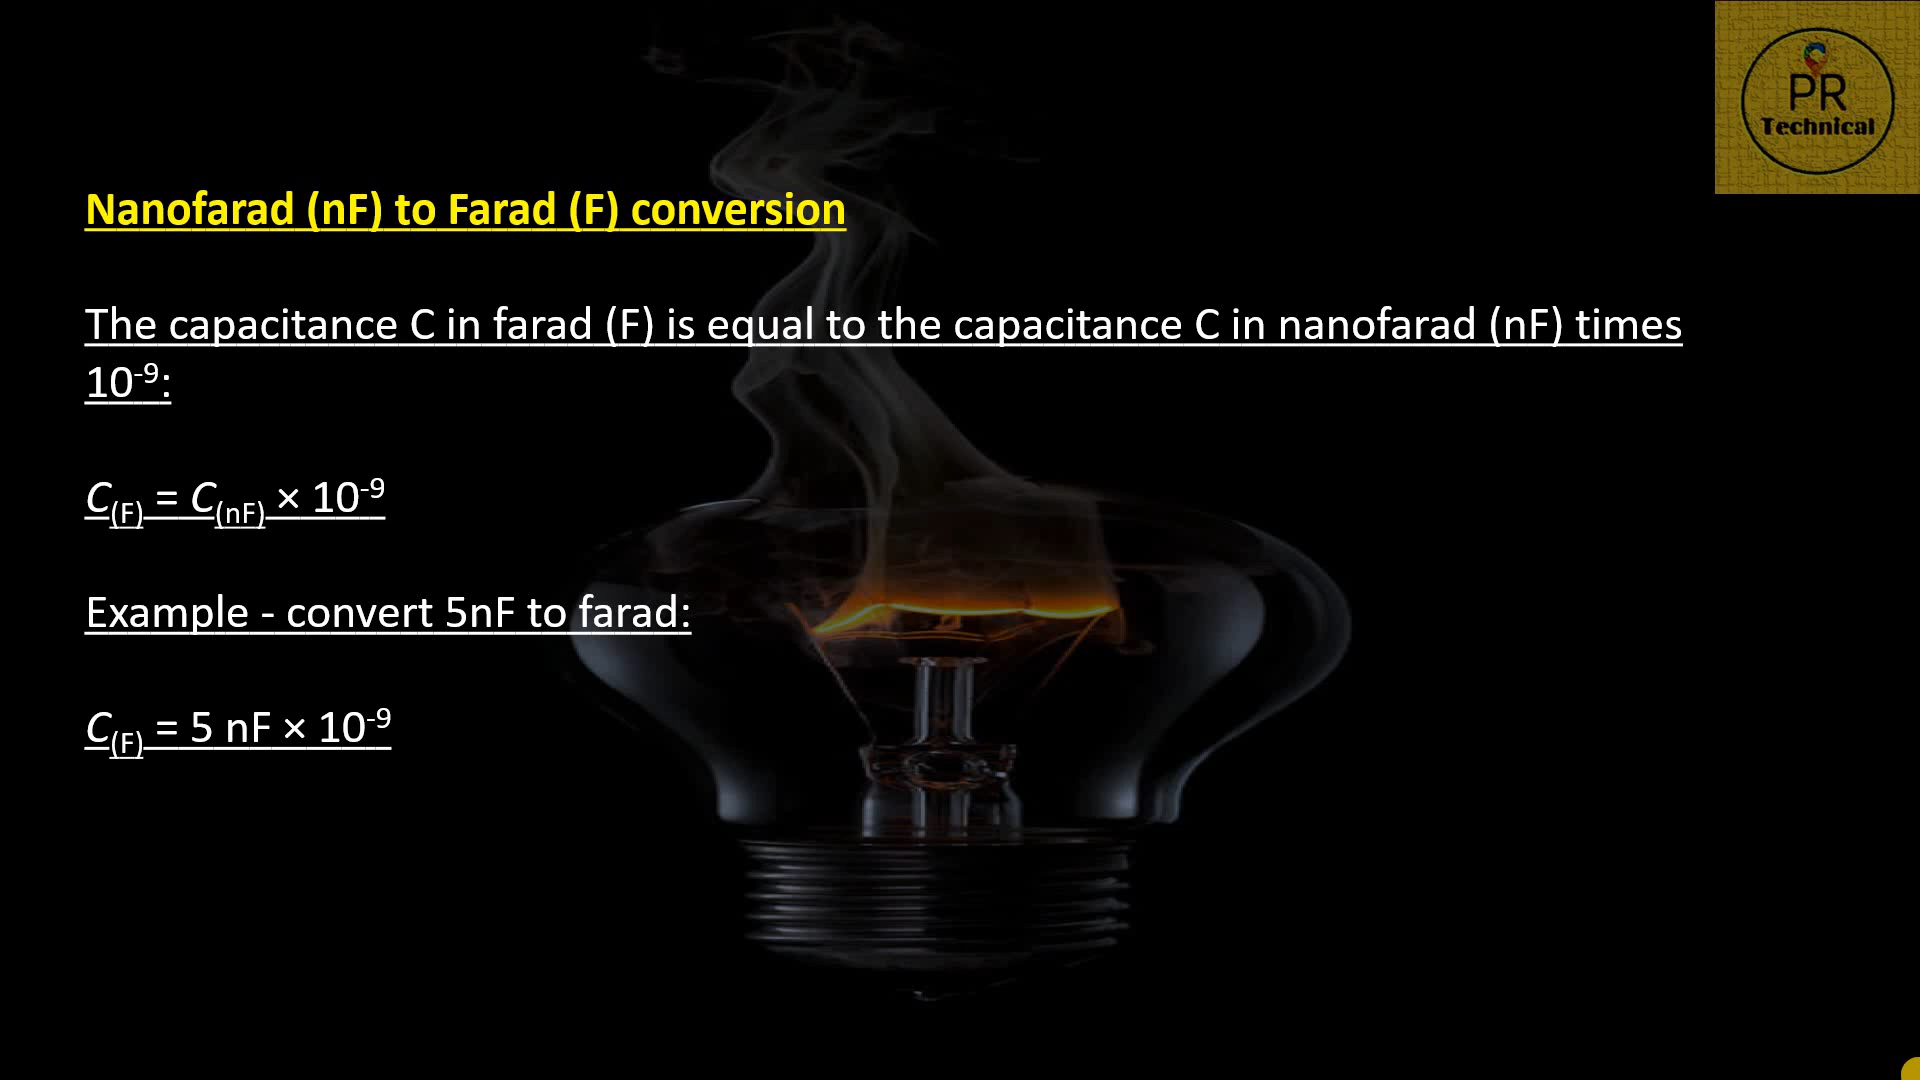 PR
Technical
Nanofarad (nF) to Farad (F) conversion
The capacitance C in farad (F) is equal to the capacitance C in nanofarad (nF) times
10⁻⁹:
C₍F₎ = C₍nF₎ × 10⁻⁹
Example - convert 5nF to farad:
C₍F₎ = 5 nF × 10⁻⁹